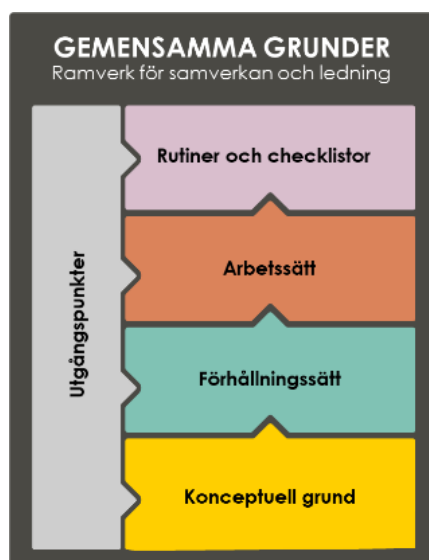 GEMENSAMMA GRUNDER
Ramverk för samverkan och ledning
Utgångspunkter
Rutiner och checklistor
Arbetssätt
Förhållningssätt
Konceptuell grund